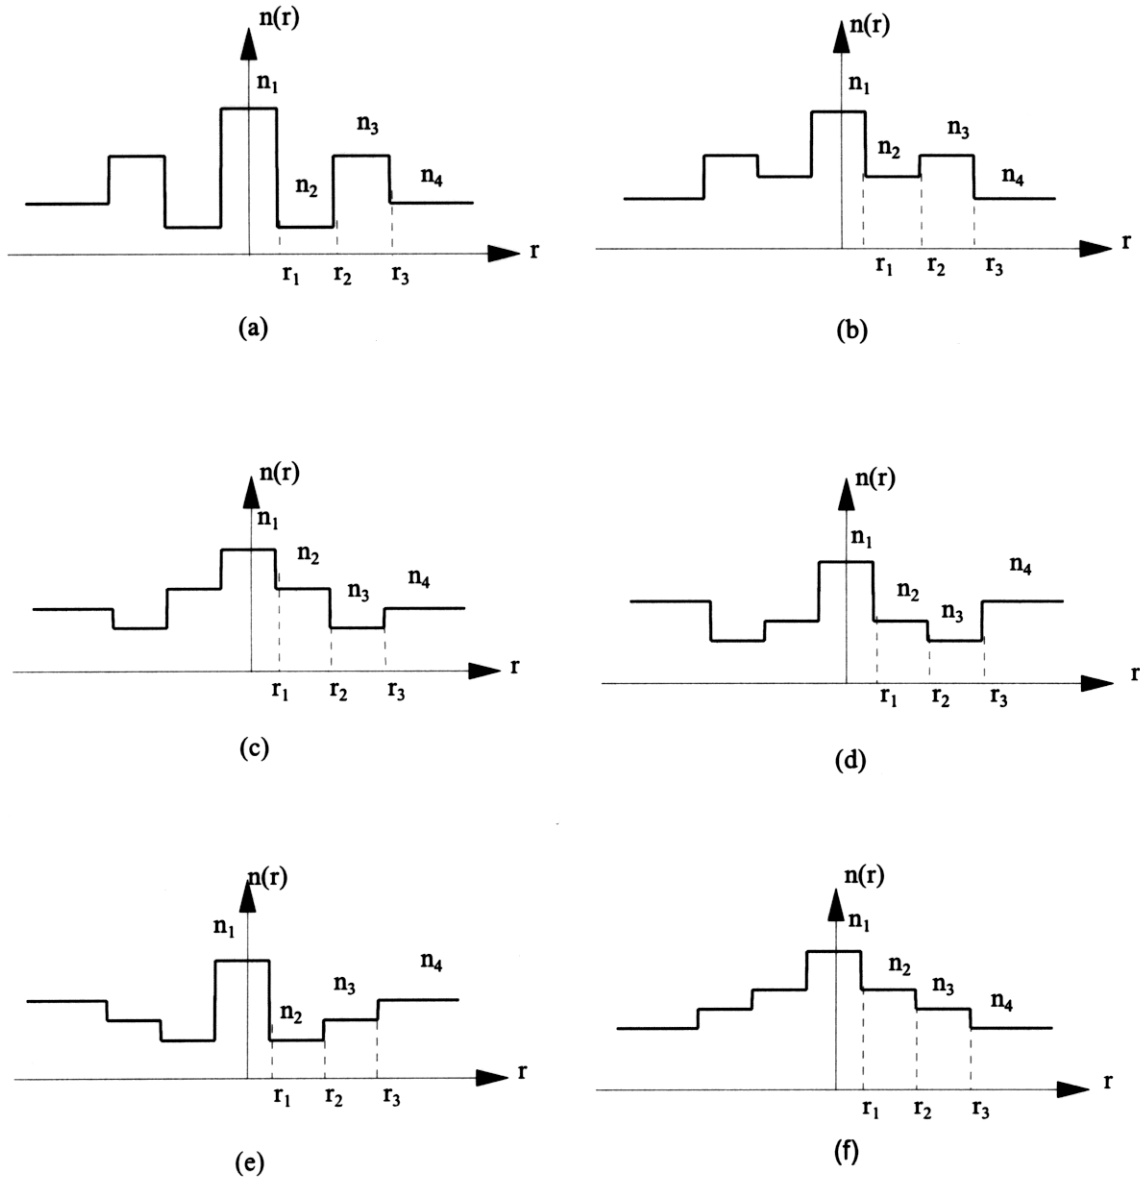 n(r)
n₁
n₃
n₂
n₄
r
r₁ r₂ r₃
(a)
n(r)
n₁
n₃
n₂
n₄
r
r₁ r₂ r₃
(b)
n(r)
n₁
n₂
n₃
n₄
r
r₁ r₂ r₃
(c)
n(r)
n₁
n₂
n₃
n₄
r
r₁ r₂ r₃
(d)
n(r)
n₁
n₄
n₃
n₂
r
r₁ r₂ r₃
(e)
n(r)
n₁
n₂
n₃
n₄
r
r₁ r₂ r₃
(f)